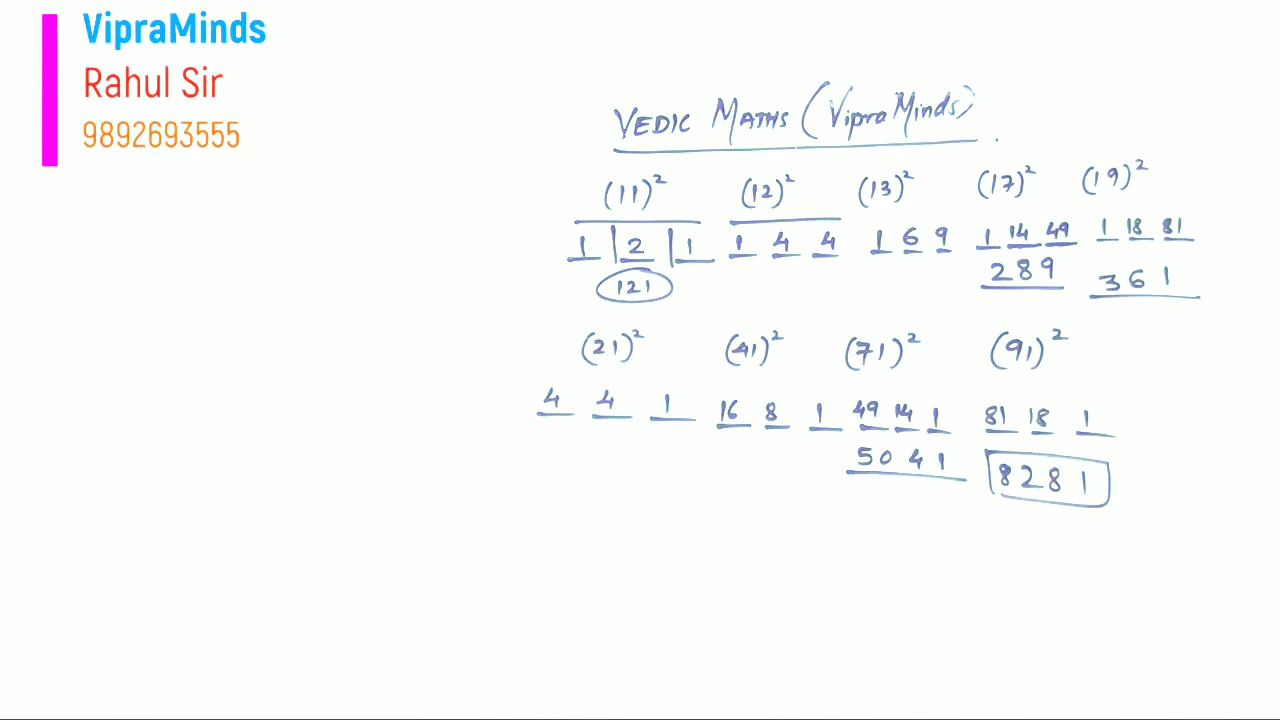 VipraMinds
Rahul Sir
9892693555
VEDIC MATHS (VipraMinds)
(11)² (12)² (13)² (17)² (19)²
1 | 2 | 1 1 4 4 1 6 9 1 14 49 1 18 81
121 289 361
(21)² (41)² (71)² (91)²
4 4 1 16 8 1 49 14 1 81 18 1
5041 8281